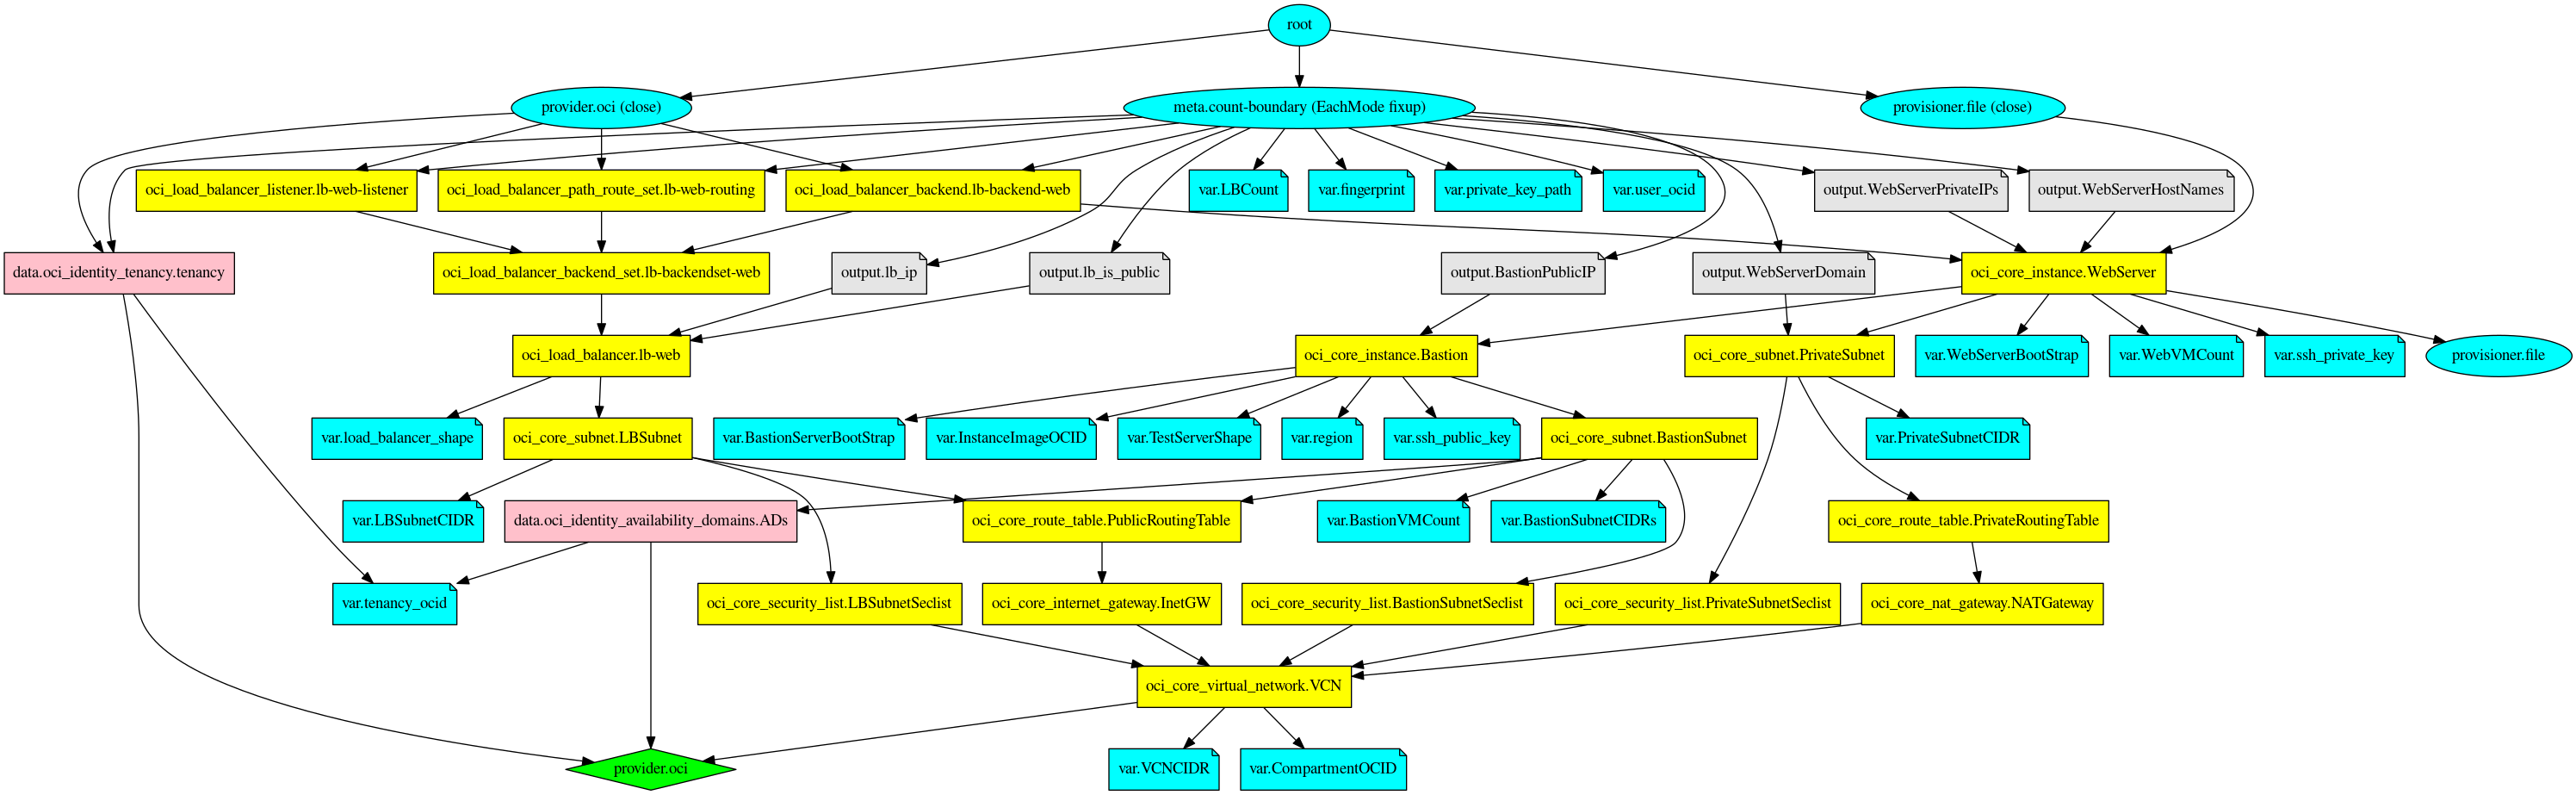 root
provider.oci (close)
meta.count-boundary (EachMode fixup)
provisioner.file (close)
oci_load_balancer_listener.lb-web-listener
oci_load_balancer_path_route_set.lb-web-routing
oci_load_balancer_backend.lb-backend-web
var.LBCount
var.fingerprint
var.private_key_path
var.user_ocid
output.WebServerPrivateIPs
output.WebServerHostNames
data.oci_identity_tenancy.tenancy
oci_load_balancer_backend_set.lb-backendset-web
output.lb_ip
output.lb_is_public
output.BastionPublicIP
output.WebServerDomain
oci_core_instance.WebServer
oci_load_balancer.lb-web
oci_core_instance.Bastion
oci_core_subnet.PrivateSubnet
var.WebServerBootStrap
var.WebVMCount
var.ssh_private_key
provisioner.file
var.load_balancer_shape
oci_core_subnet.LBSubnet
var.BastionServerBootStrap
var.InstanceImageOCID
var.TestServerShape
var.region
var.ssh_public_key
oci_core_subnet.BastionSubnet
var.PrivateSubnetCIDR
var.LBSubnetCIDR
data.oci_identity_availability_domains.ADs
oci_core_route_table.PublicRoutingTable
var.BastionVMCount
var.BastionSubnetCIDRs
oci_core_route_table.PrivateRoutingTable
var.tenancy_ocid
oci_core_security_list.LBSubnetSeclist
oci_core_internet_gateway.InetGW
oci_core_security_list.BastionSubnetSeclist
oci_core_security_list.PrivateSubnetSeclist
oci_core_nat_gateway.NATGateway
oci_core_virtual_network.VCN
provider.oci
var.VCNCIDR
var.CompartmentOCID